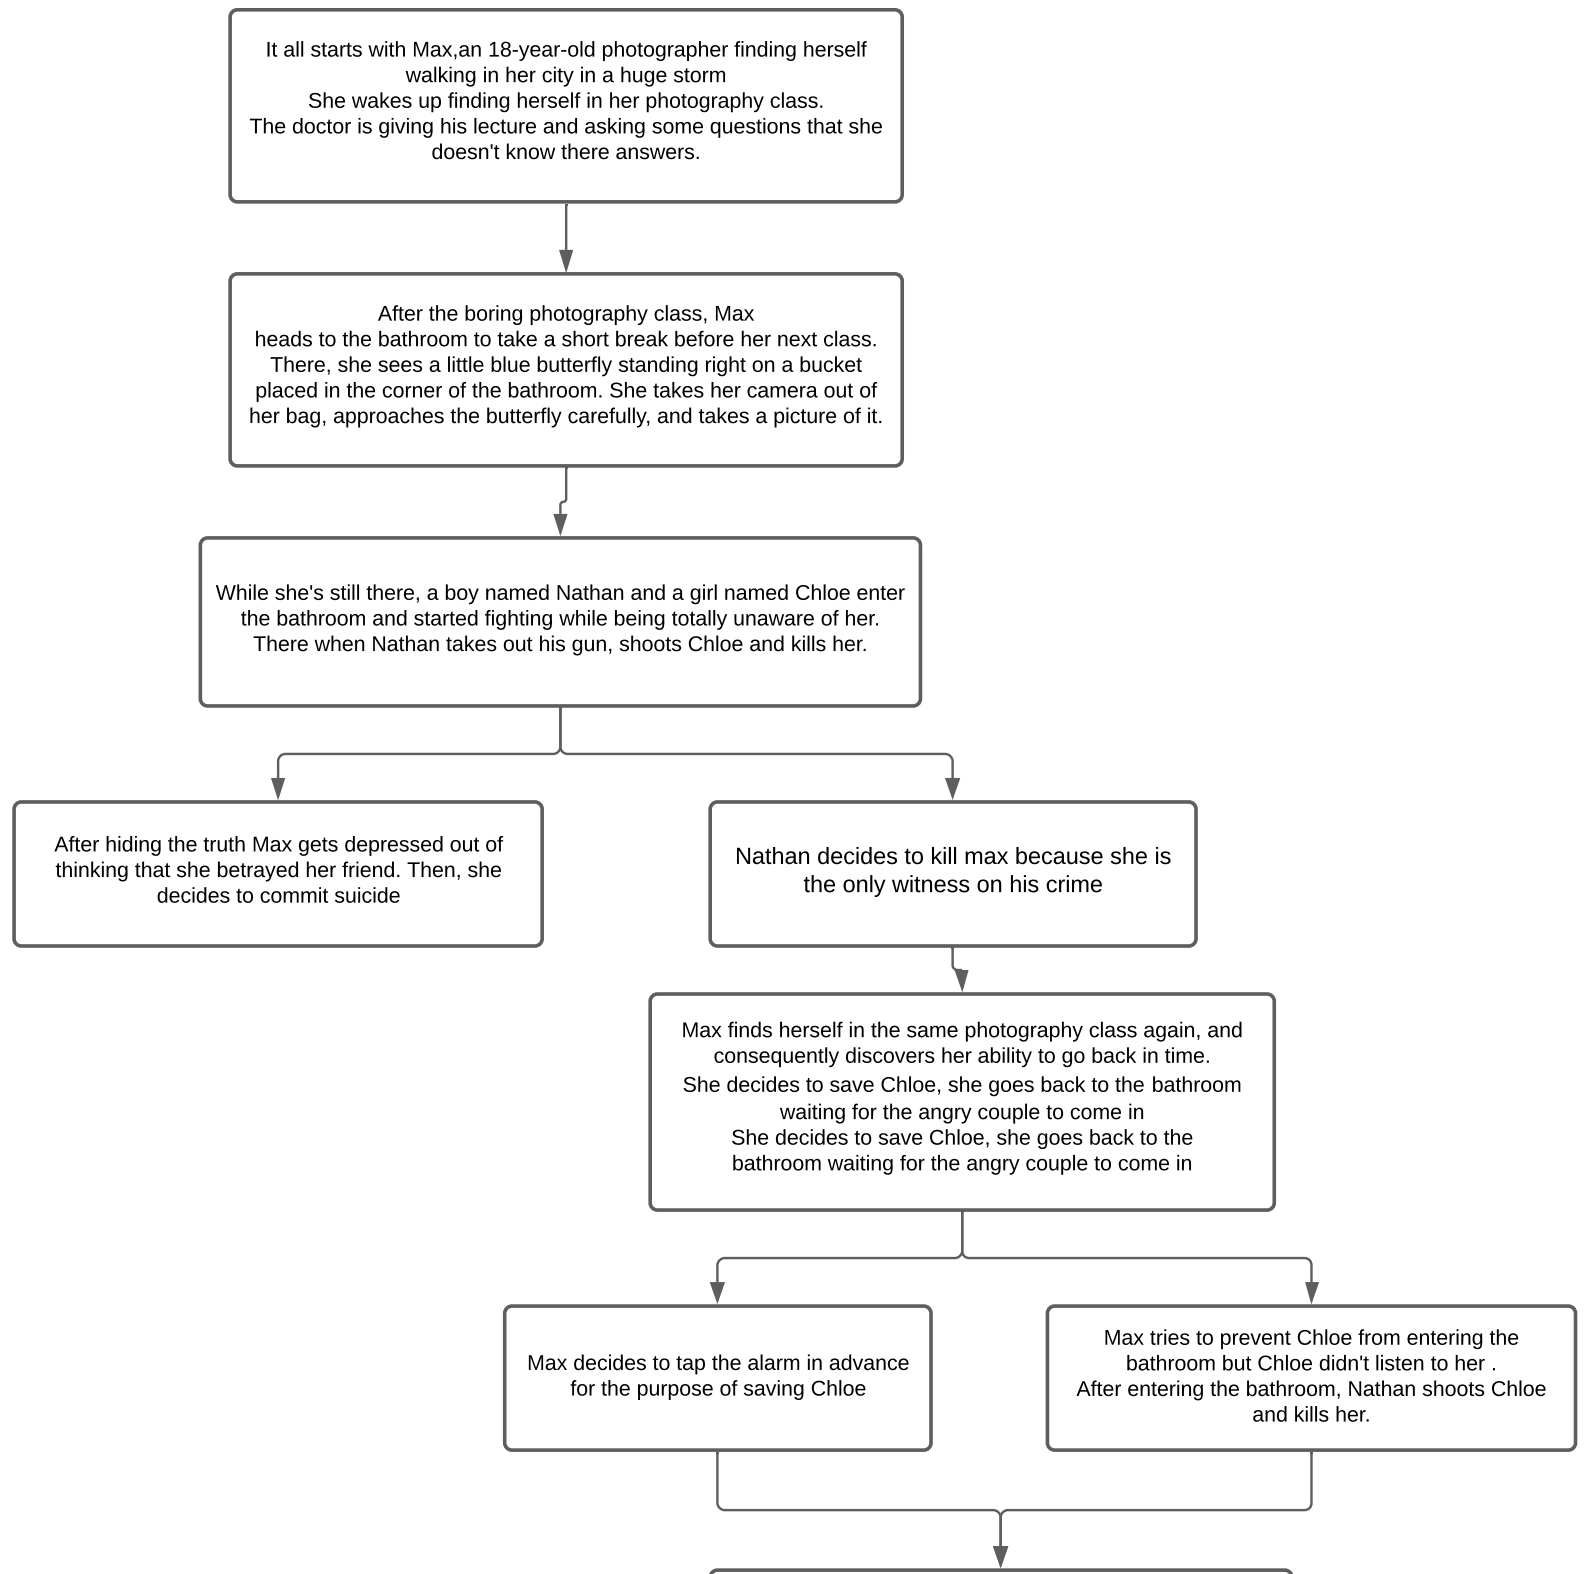 It all starts with Max,an 18-year-old photographer finding herself
walking in her city in a huge storm
She wakes up finding herself in her photography class.
The doctor is giving his lecture and asking some questions that she
doesn't know there answers.
After the boring photography class, Max
heads to the bathroom to take a short break before her next class.
There, she sees a little blue butterfly standing right on a bucket
placed in the corner of the bathroom. She takes her camera out of
her bag, approaches the butterfly carefully, and takes a picture of it.
While she's still there, a boy named Nathan and a girl named Chloe enter
the bathroom and started fighting while being totally unaware of her.
There when Nathan takes out his gun, shoots Chloe and kills her.
After hiding the truth Max gets depressed out of
thinking that she betrayed her friend. Then, she
decides to commit suicide
Nathan decides to kill max because she is
the only witness on his crime
Max finds herself in the same photography class again, and
consequently discovers her ability to go back in time.
She decides to save Chloe, she goes back to the bathroom
waiting for the angry couple to come in
She decides to save Chloe, she goes back to the
bathroom waiting for the angry couple to come in
Max decides to tap the alarm in advance
for the purpose of saving Chloe
Max tries to prevent Chloe from entering the
bathroom but Chloe didn't listen to her .
After entering the bathroom, Nathan shoots Chloe
and kills her.